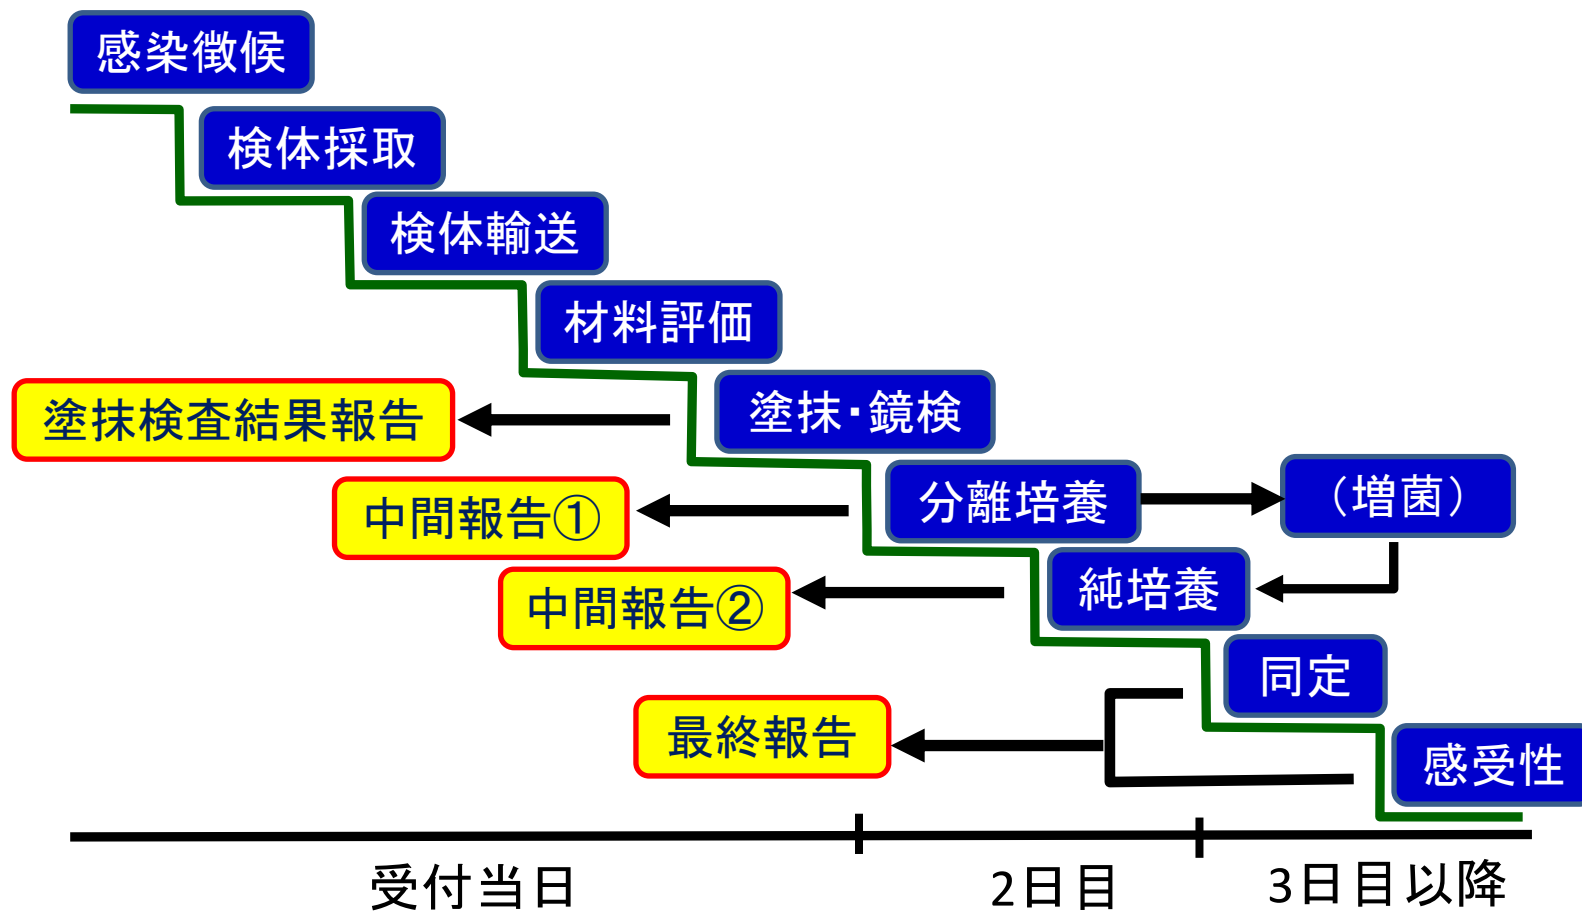 感染徴候
検体採取
検体輸送
材料評価
塗抹・鏡検
塗抹検査結果報告
分離培養
（増菌）
中間報告①
純培養
中間報告②
同定
最終報告
感受性
受付当日
2日目
3日目以降